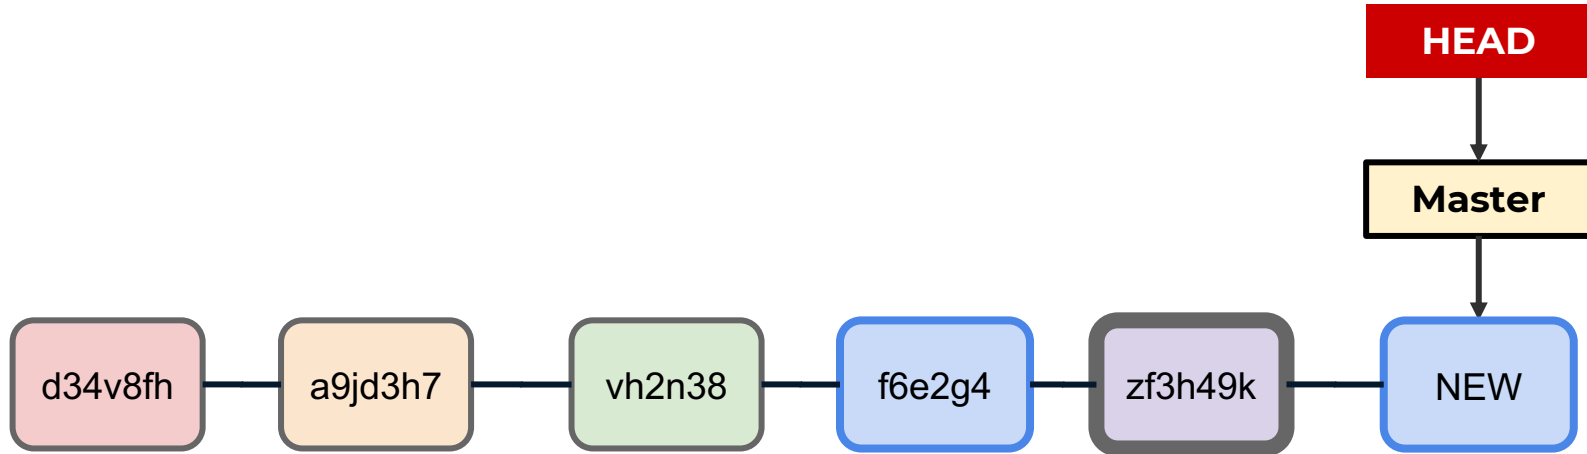 HEAD
Master
d34v8fh
a9jd3h7
vh2n38
f6e2g4
zf3h49k
NEW